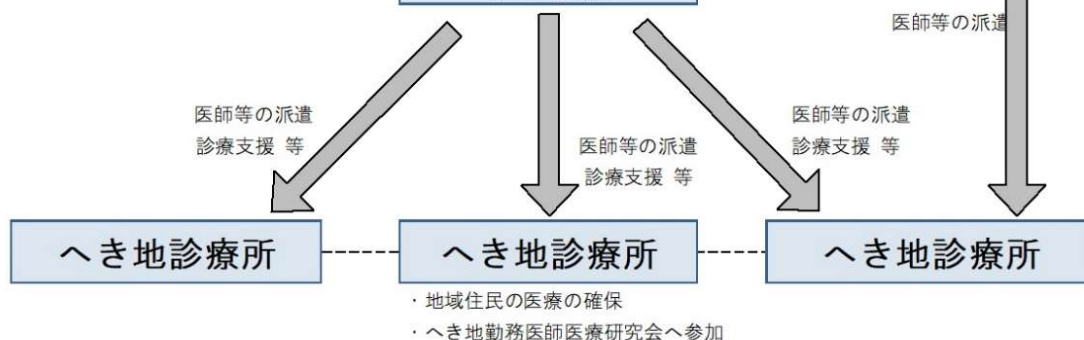 医師等の派遣
医師等の派遣
診療支援 等
医師等の派遣
診療支援 等
医師等の派遣
診療支援 等
へき地診療所
へき地診療所
へき地診療所
・地域住民の医療の確保
・へき地勤務医師医療研究会へ参加